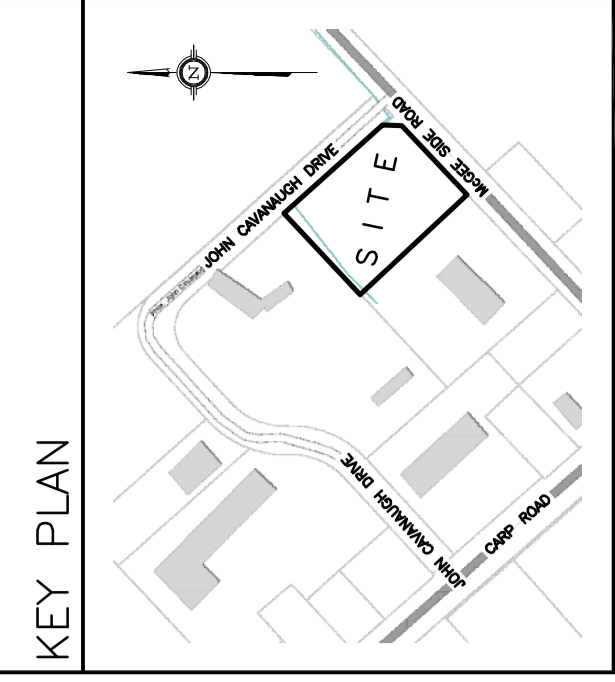 KEY PLAN
N
JOHN CAVANAUGH DRIVE
McGEE SIDE ROAD
SITE
JOHN CAVANAUGH DRIVE
CARP ROAD